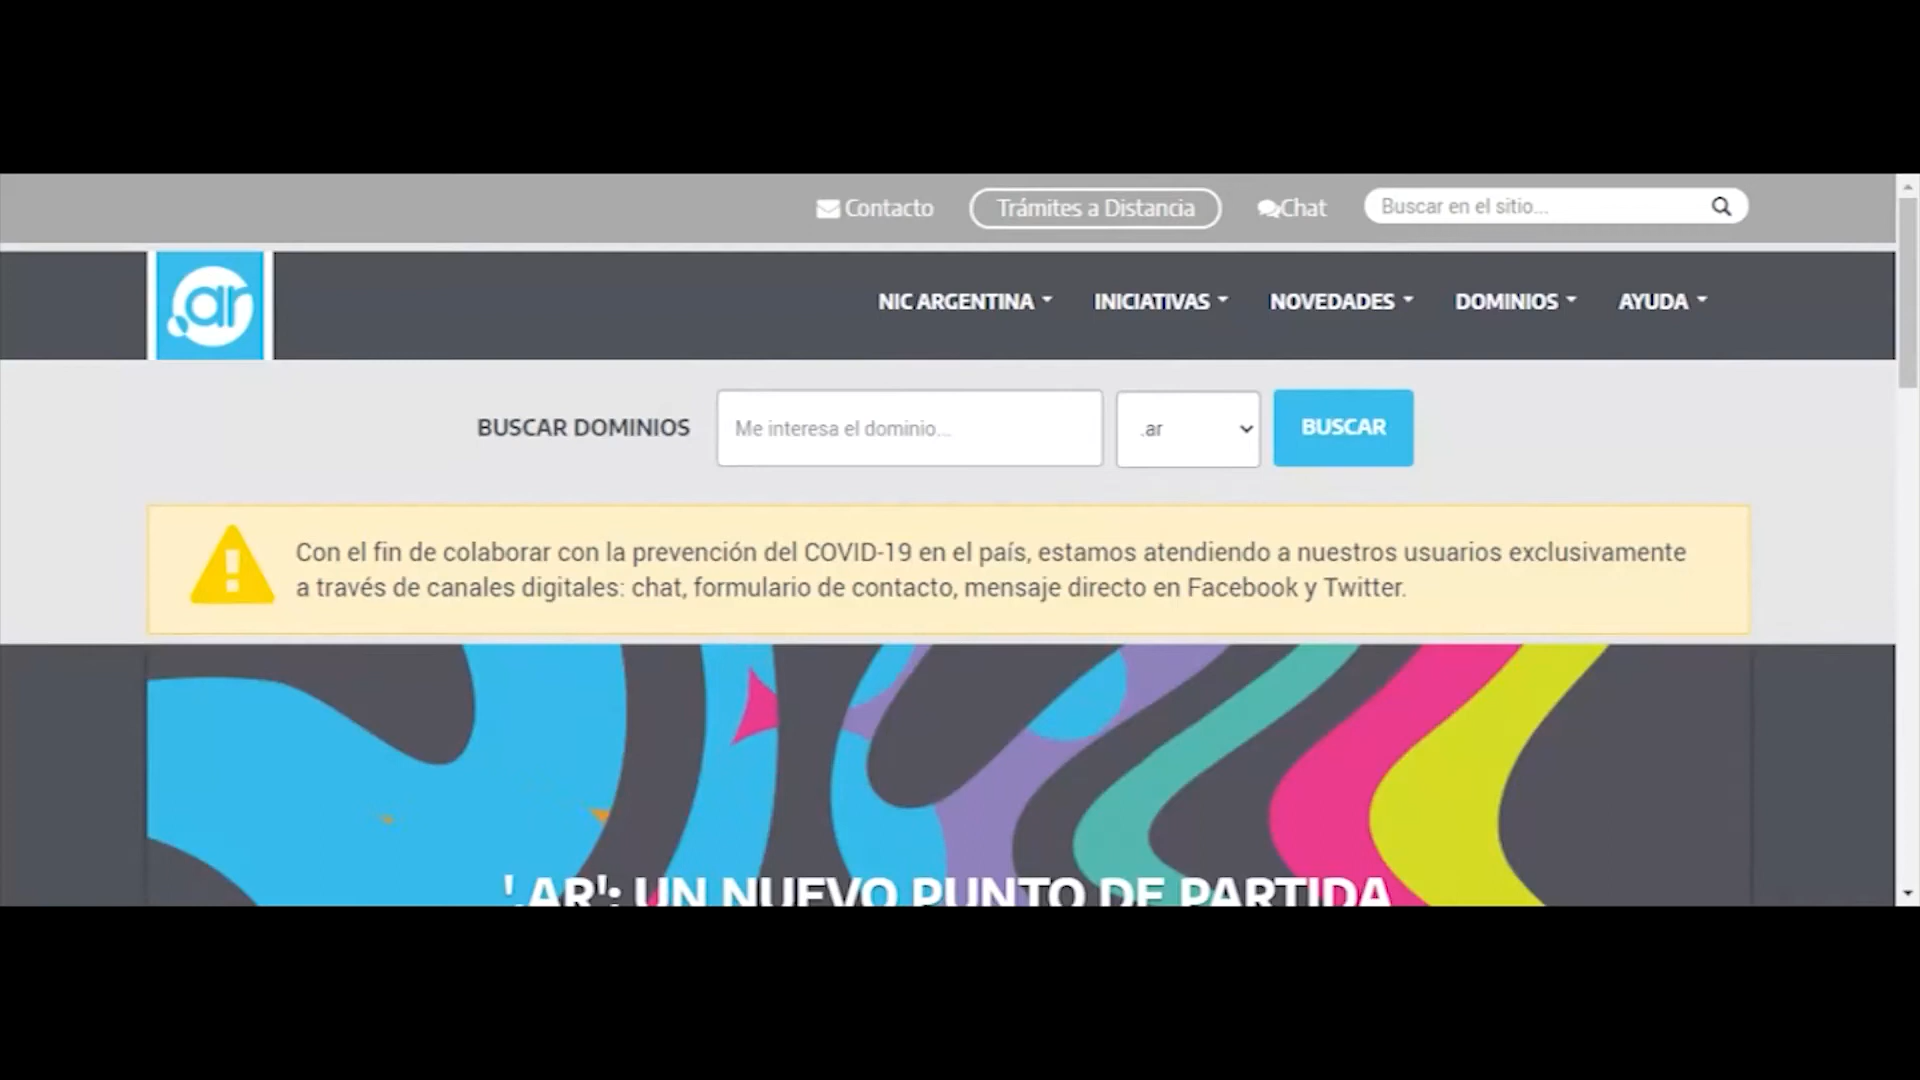 Contacto
Trámites a Distancia
Chat
Buscar en el sitio...
.ar
NIC ARGENTINA
INICIATIVAS
NOVEDADES
DOMINIOS
AYUDA
BUSCAR DOMINIOS
Me interesa el dominio...
.ar
BUSCAR
Con el fin de colaborar con la prevención del COVID-19 en el país, estamos atendiendo a nuestros usuarios exclusivamente
a través de canales digitales: chat, formulario de contacto, mensaje directo en Facebook y Twitter.
'.AR': UN NUEVO PUNTO DE PARTIDA